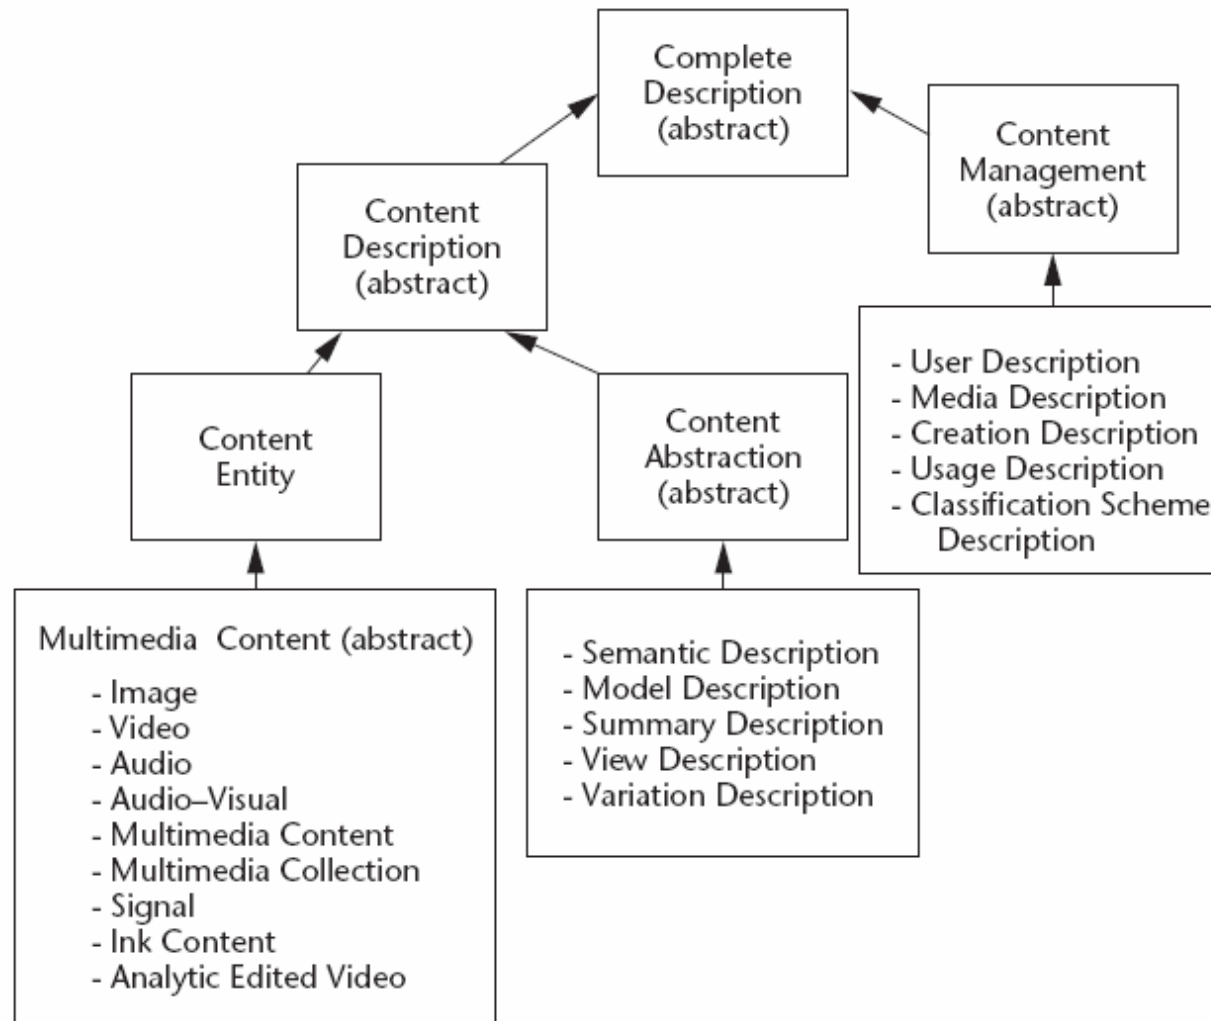 Complete
Description
(abstract)
Content
Management
(abstract)
Content
Description
(abstract)
- User Description
- Media Description
- Creation Description
- Usage Description
- Classification Scheme
Description
Content
Entity
Content
Abstraction
(abstract)
Multimedia Content (abstract)
- Image
- Video
- Audio
- Audio–Visual
- Multimedia Content
- Multimedia Collection
- Signal
- Ink Content
- Analytic Edited Video
- Semantic Description
- Model Description
- Summary Description
- View Description
- Variation Description